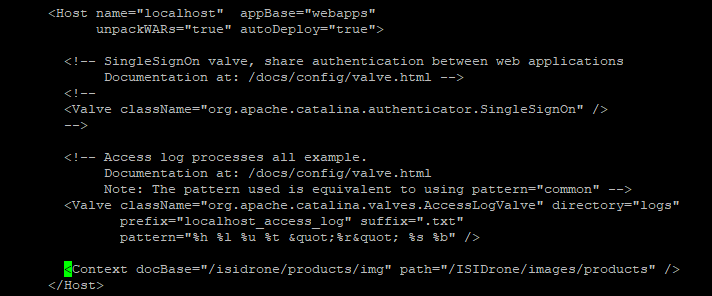 <Host name="localhost"  appBase="webapps"
      unpackWARs="true" autoDeploy="true">

  <!-- SingleSignOn valve, share authentication between web applications
       Documentation at: /docs/config/valve.html -->
  <!--
  <Valve className="org.apache.catalina.authenticator.SingleSignOn" />
  -->

  <!-- Access log processes all example.
       Documentation at: /docs/config/valve.html
       Note: The pattern used is equivalent to using pattern="common" -->
  <Valve className="org.apache.catalina.valves.AccessLogValve" directory="logs"
         prefix="localhost_access_log" suffix=".txt"
         pattern="%h %l %u %t &quot;%r&quot; %s %b" />

  <Context docBase="/isidrone/products/img" path="/ISIDrone/images/products" />
</Host>